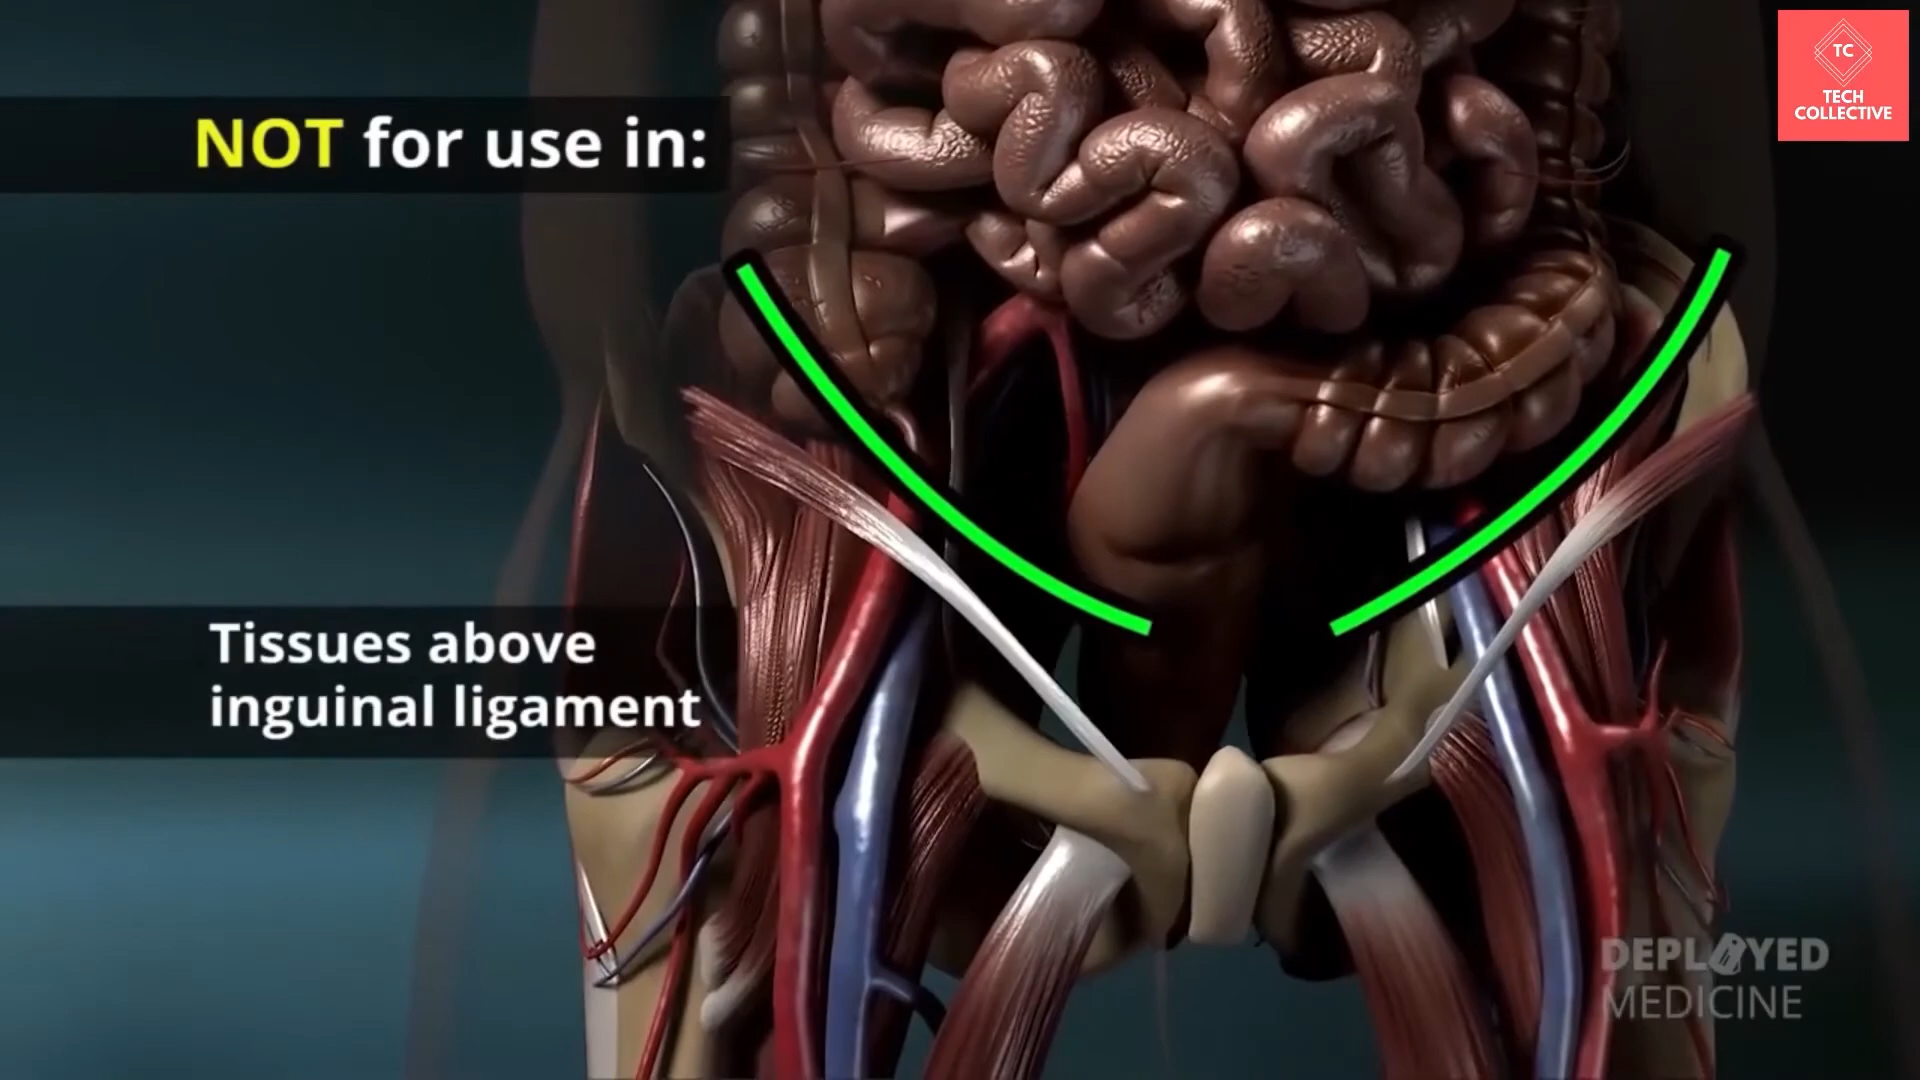 NOT for use in:
TC
TECH
COLLECTIVE
Tissues above
inguinal ligament
DEPLOYED
MEDICINE